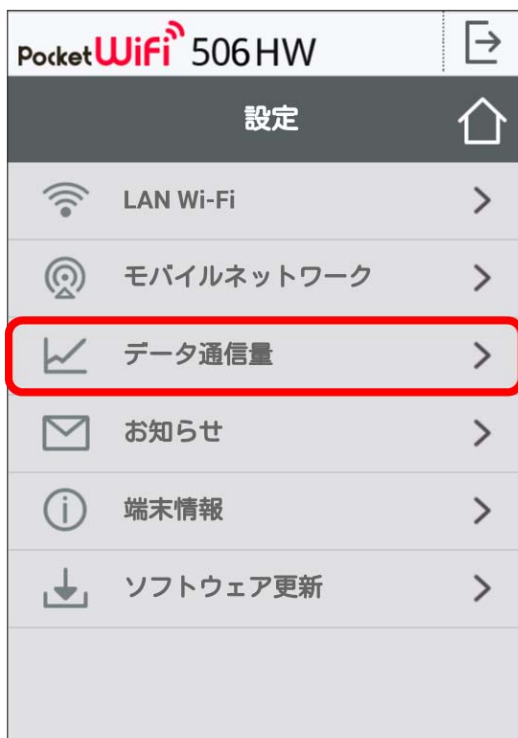 Pocket WiFi 506HW
設定
LAN Wi-Fi
モバイルネットワーク
データ通信量
お知らせ
端末情報
ソフトウェア更新